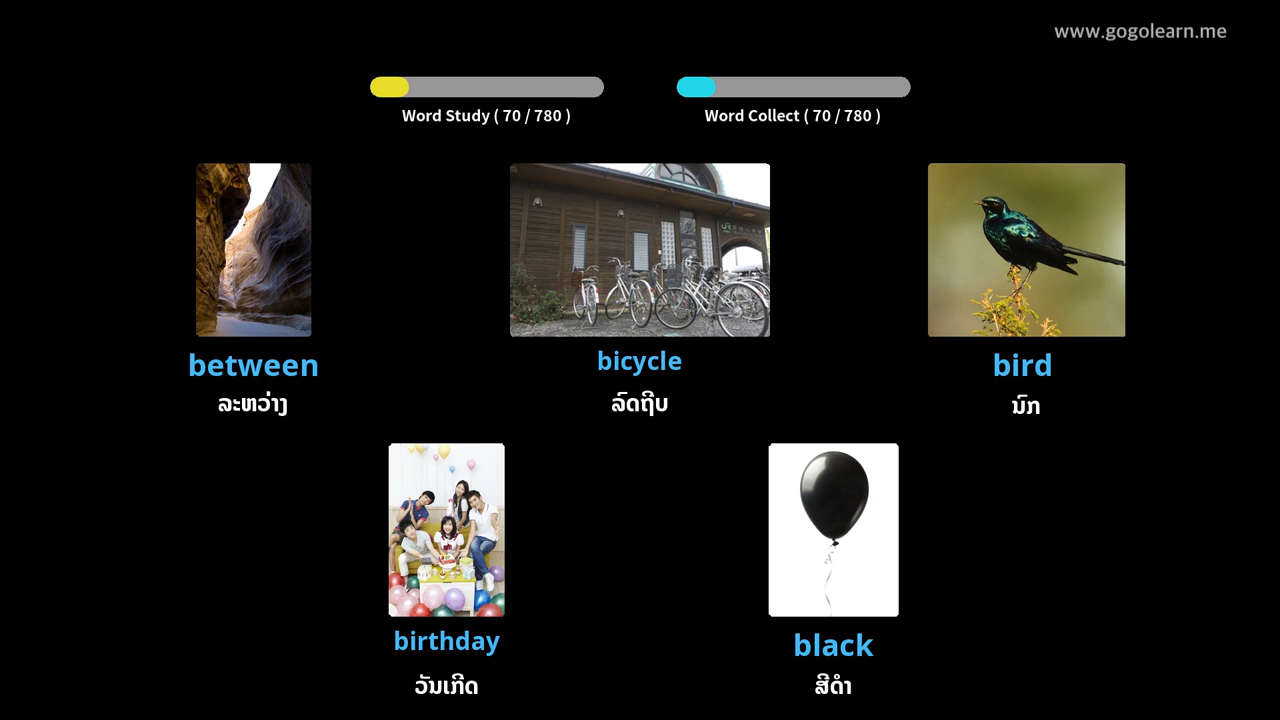 www.gogolearn.me
Word Study ( 70 / 780 )
Word Collect ( 70 / 780 )
between
ລະຫວ່າງ
bicycle
ລົດຖີບ
bird
ນົກ
birthday
ວັນເກີດ
black
ສີດຳ